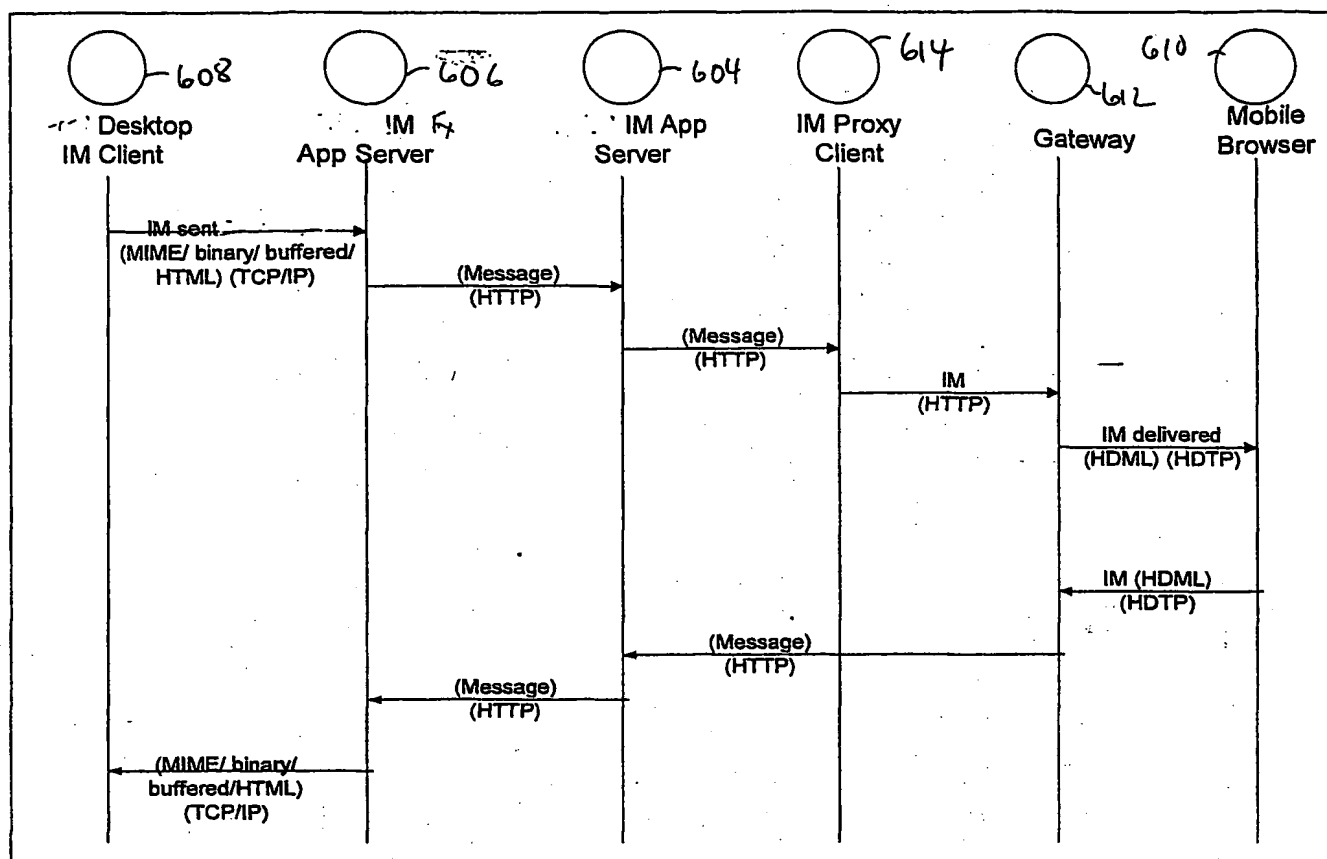 608
606
604
614
612
610
Desktop
IM Client
IM Fx
App Server
IM App
Server
IM Proxy
Client
Gateway
Mobile
Browser
IM sent
(MIME/ binary/ buffered/
HTML) (TCP/IP)
(Message)
(HTTP)
(Message)
(HTTP)
IM
(HTTP)
IM delivered
(HDML) (HDTP)
IM (HDML)
(HDTP)
(Message)
(HTTP)
(Message)
(HTTP)
(MIME/ binary/
buffered/HTML)
(TCP/IP)